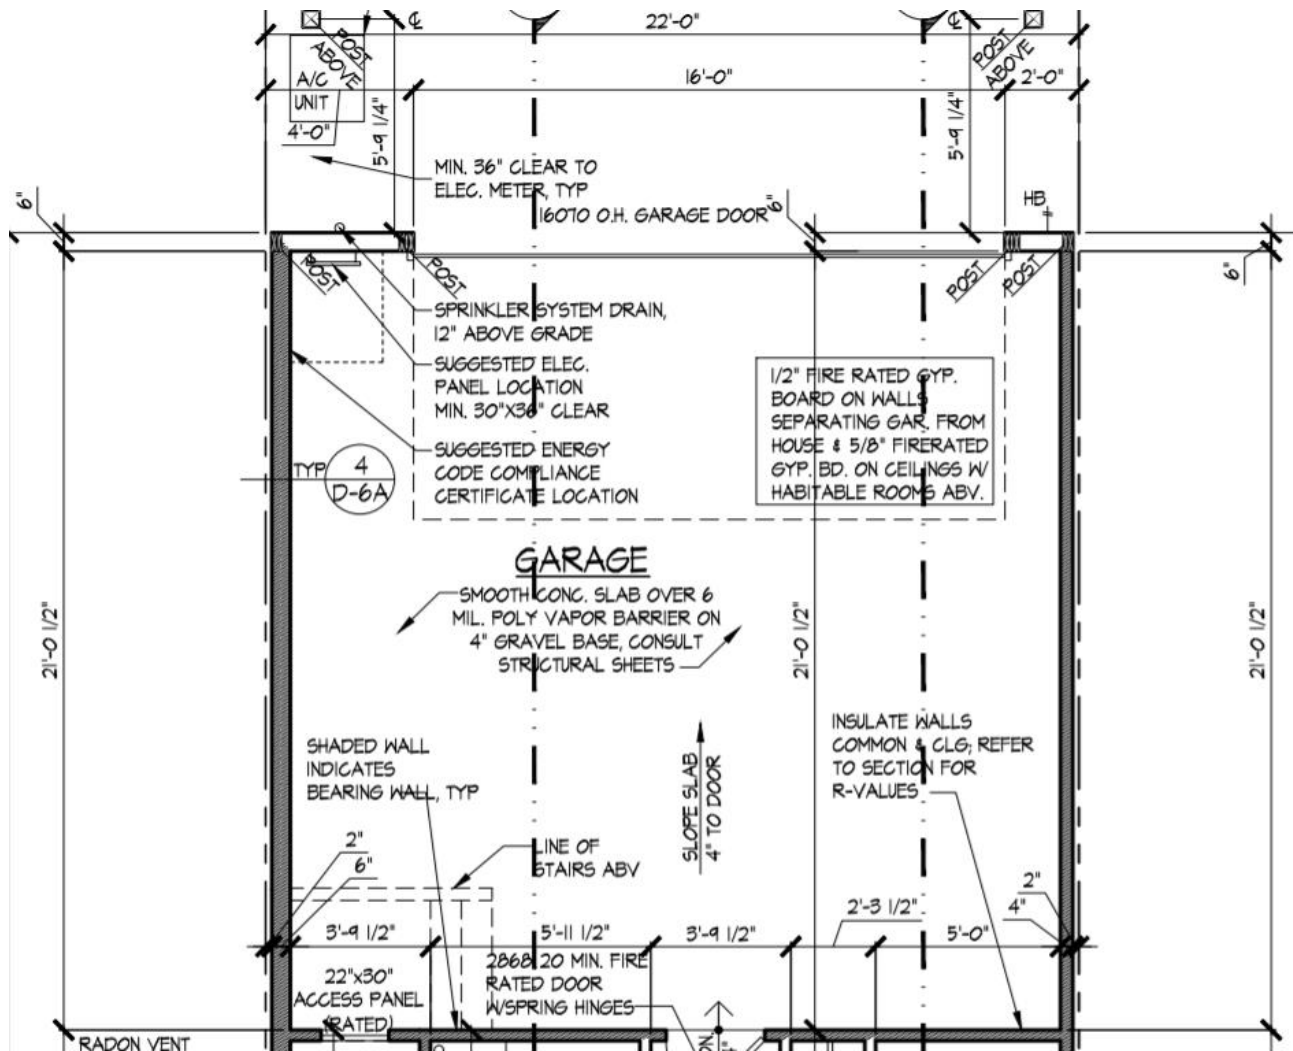 22'-0"
POST
ABOVE
POST
ABOVE
A/C
UNIT
16'-0"
2'-0"
4'-0"
5'-9 1/4"
5'-9 1/4"
MIN. 36" CLEAR TO
ELEC. METER, TYP
16070 O.H. GARAGE DOOR
6"
6"
HB
6"
POST
POST
POST
POST
SPRINKLER SYSTEM DRAIN,
12" ABOVE GRADE
SUGGESTED ELEC.
PANEL LOCATION
MIN. 30"X36" CLEAR
SUGGESTED ENERGY
CODE COMPLIANCE
CERTIFICATE LOCATION
1/2" FIRE RATED GYP.
BOARD ON WALLS
SEPARATING GAR. FROM
HOUSE & 5/8" FIRERATED
GYP. BD. ON CEILINGS W/
HABITABLE ROOMS ABV.
TYP
4
D-6A
GARAGE
SMOOTH CONC. SLAB OVER 6
MIL. POLY VAPOR BARRIER ON
4" GRAVEL BASE, CONSULT
STRUCTURAL SHEETS
21'-0 1/2"
21'-0 1/2"
21'-0 1/2"
SHADED WALL
INDICATES
BEARING WALL, TYP
SLOPE SLAB
4" TO DOOR
INSULATE WALLS
COMMON & CLG; REFER
TO SECTION FOR
R-VALUES
LINE OF
STAIRS ABV
2"
6"
2"
4"
3'-9 1/2"
5'-11 1/2"
3'-9 1/2"
2'-3 1/2"
5'-0"
2868 20 MIN. FIRE
RATED DOOR
W/SPRING HINGES
22"x30"
ACCESS PANEL
(RATED)
RADON VENT